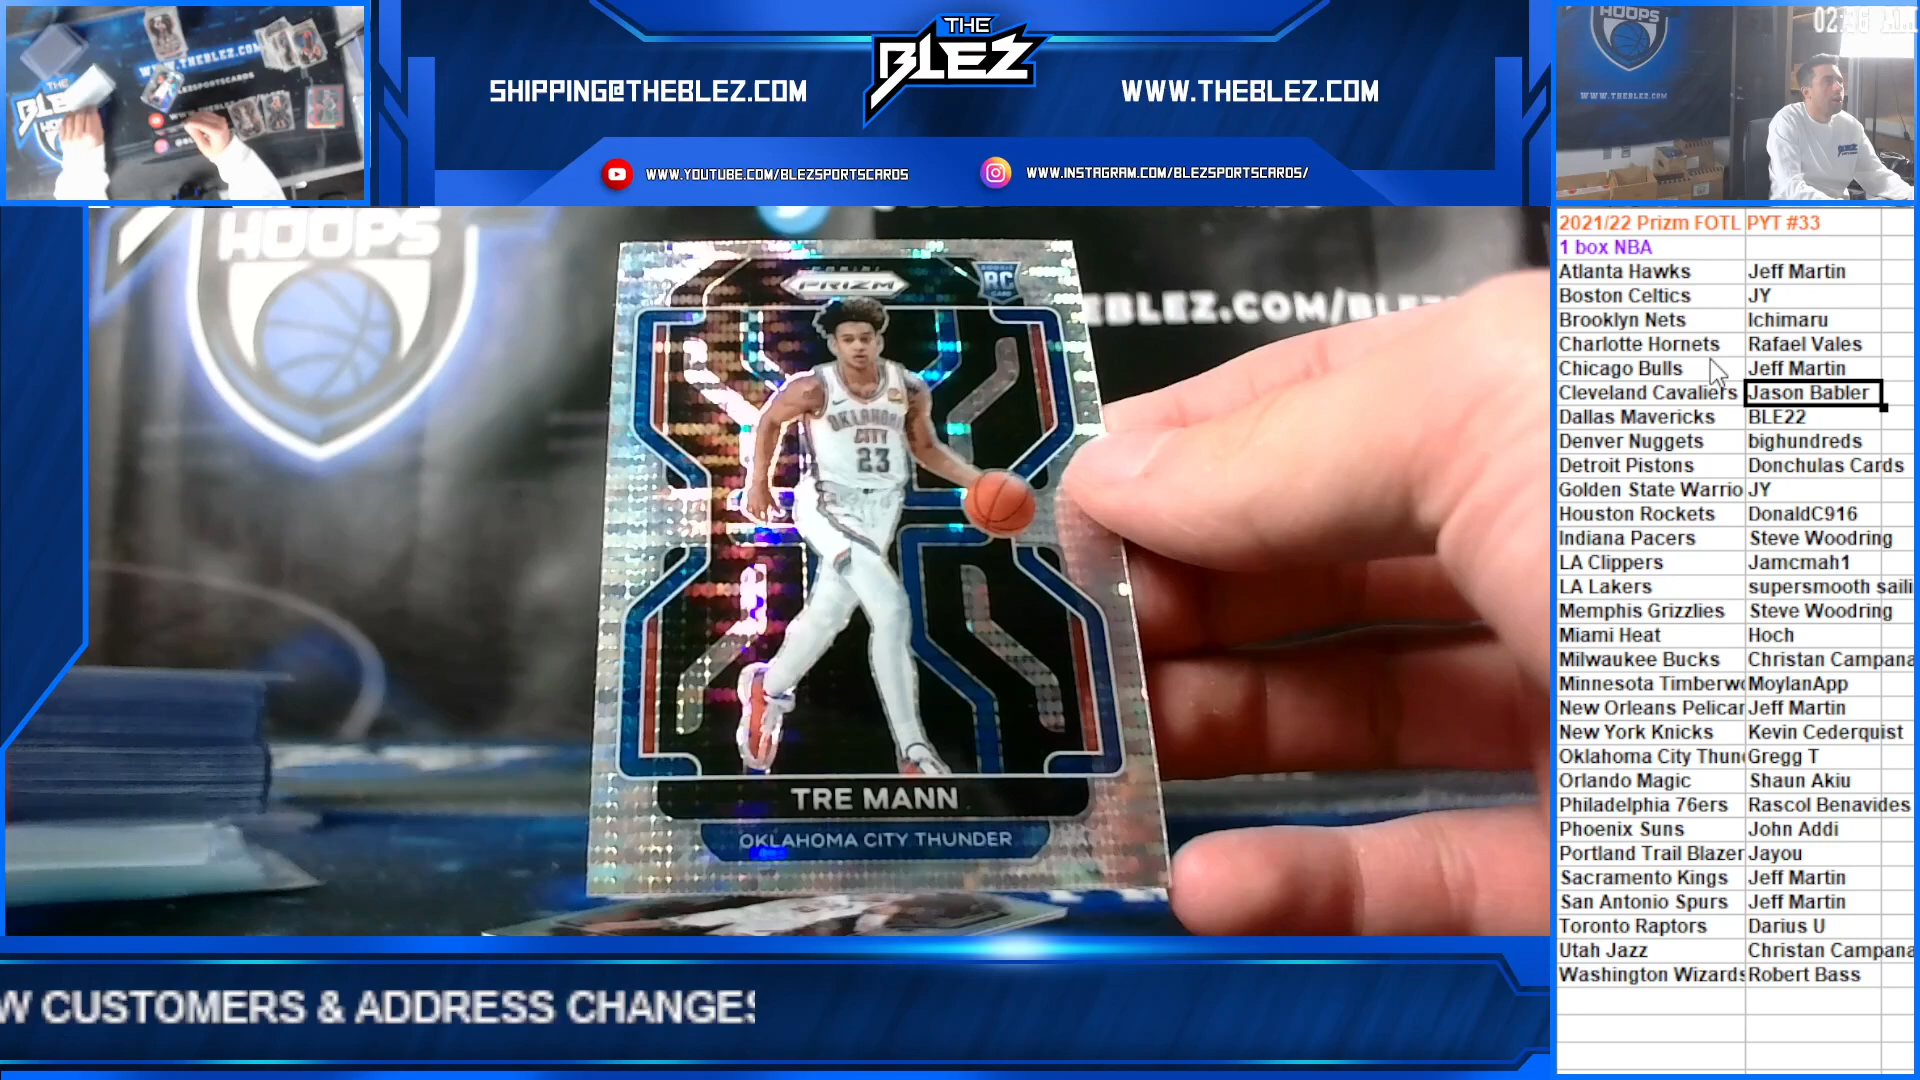 THE
BLEZ
SHIPPING@THEBLEZ.COM
WWW.THEBLEZ.COM
WWW.YOUTUBE.COM/BLEZSPORTSCARDS
WWW.INSTAGRAM.COM/BLEZSPORTSCARDS/
HOOPS
WWW.THEBLEZ.COM
HOOPS
PANINI
PRIZM
RC
OKLAHOMA
CITY
23
TRE MANN
OKLAHOMA CITY THUNDER
2021/22 Prizm FOTL PYT #33
1 box NBA
Atlanta Hawks Jeff Martin
Boston Celtics JY
Brooklyn Nets Ichimaru
Charlotte Hornets Rafael Vales
Chicago Bulls Jeff Martin
Cleveland Cavaliers Jason Babler
Dallas Mavericks BLE22
Denver Nuggets bighundreds
Detroit Pistons Donchulas Cards
Golden State Warrio JY
Houston Rockets DonaldC916
Indiana Pacers Steve Woodring
LA Clippers Jamcmah1
LA Lakers supersmooth saili
Memphis Grizzlies Steve Woodring
Miami Heat Hoch
Milwaukee Bucks Christan Campana
Minnesota Timberw MoylanApp
New Orleans Pelican Jeff Martin
New York Knicks Kevin Cederquist
Oklahoma City Thun Gregg T
Orlando Magic Shaun Akiu
Philadelphia 76ers Rascol Benavides
Phoenix Suns John Addi
Portland Trail Blazer Jayou
Sacramento Kings Jeff Martin
San Antonio Spurs Jeff Martin
Toronto Raptors Darius U
Utah Jazz Christan Campana
Washington Wizards Robert Bass
W CUSTOMERS & ADDRESS CHANGES